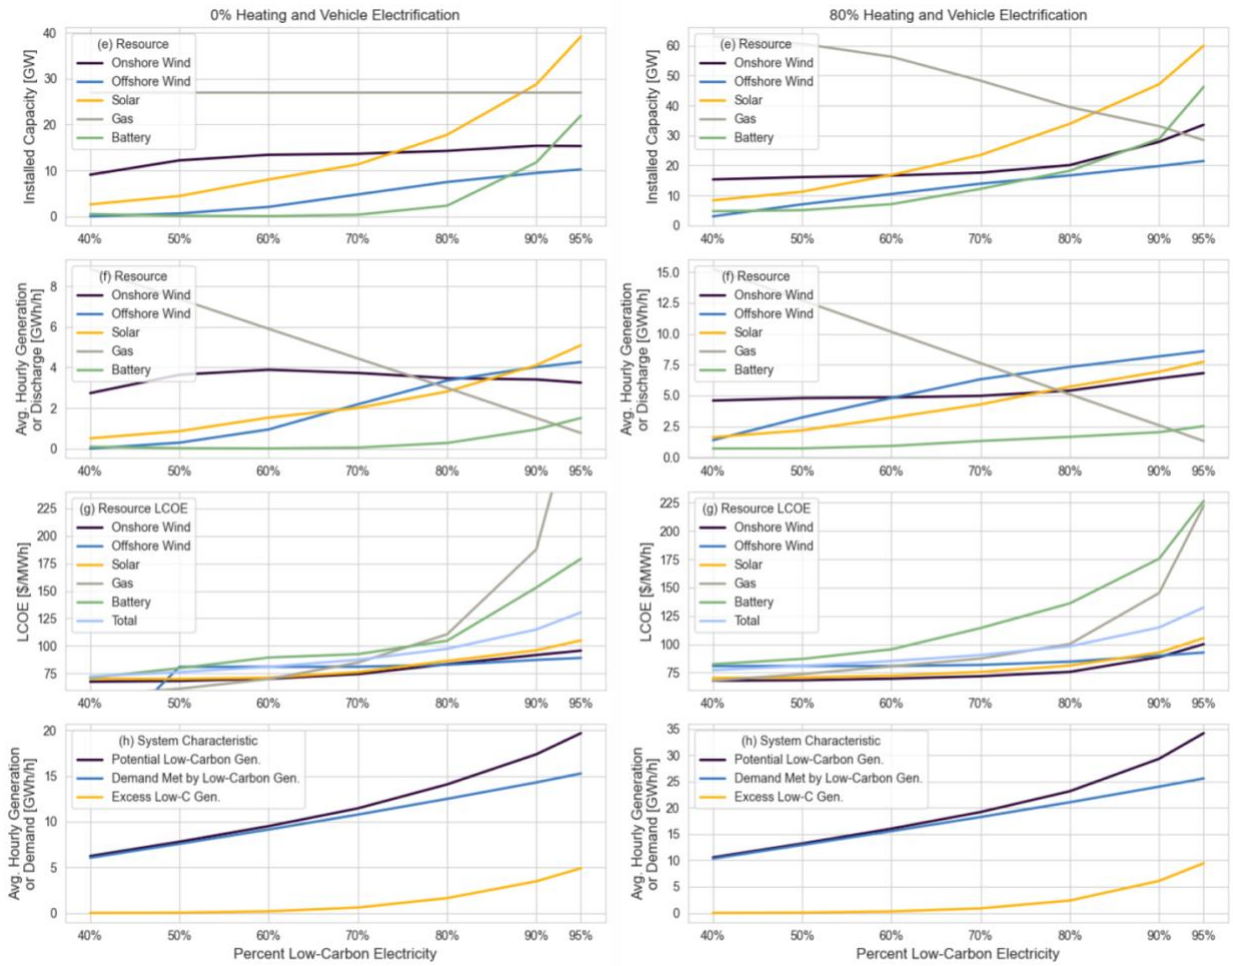 0% Heating and Vehicle Electrification
Installed Capacity [GW]
40
30
20
10
0
(e) Resource
Onshore Wind
Offshore Wind
Solar
Gas
Battery
40% 50% 60% 70% 80% 90% 95%
Avg. Hourly Generation
or Discharge [GWh/h]
8
6
4
2
0
(f) Resource
Onshore Wind
Offshore Wind
Solar
Gas
Battery
40% 50% 60% 70% 80% 90% 95%
LCOE [$/MWh]
225
200
175
150
125
100
75
(g) Resource LCOE
Onshore Wind
Offshore Wind
Solar
Gas
Battery
Total
40% 50% 60% 70% 80% 90% 95%
Avg. Hourly Generation
or Demand [GWh/h]
20
15
10
5
0
(h) System Characteristic
Potential Low-Carbon Gen.
Demand Met by Low-Carbon Gen.
Excess Low-C Gen.
40% 50% 60% 70% 80% 90% 95%
Percent Low-Carbon Electricity
80% Heating and Vehicle Electrification
Installed Capacity [GW]
60
50
40
30
20
10
0
(e) Resource
Onshore Wind
Offshore Wind
Solar
Gas
Battery
40% 50% 60% 70% 80% 90% 95%
Avg. Hourly Generation
or Discharge [GWh/h]
15.0
12.5
10.0
7.5
5.0
2.5
0.0
(f) Resource
Onshore Wind
Offshore Wind
Solar
Gas
Battery
40% 50% 60% 70% 80% 90% 95%
LCOE [$/MWh]
225
200
175
150
125
100
75
(g) Resource LCOE
Onshore Wind
Offshore Wind
Solar
Gas
Battery
Total
40% 50% 60% 70% 80% 90% 95%
Avg. Hourly Generation
or Demand [GWh/h]
35
30
25
20
15
10
5
0
(h) System Characteristic
Potential Low-Carbon Gen.
Demand Met by Low-Carbon Gen.
Excess Low-C Gen.
40% 50% 60% 70% 80% 90% 95%
Percent Low-Carbon Electricity